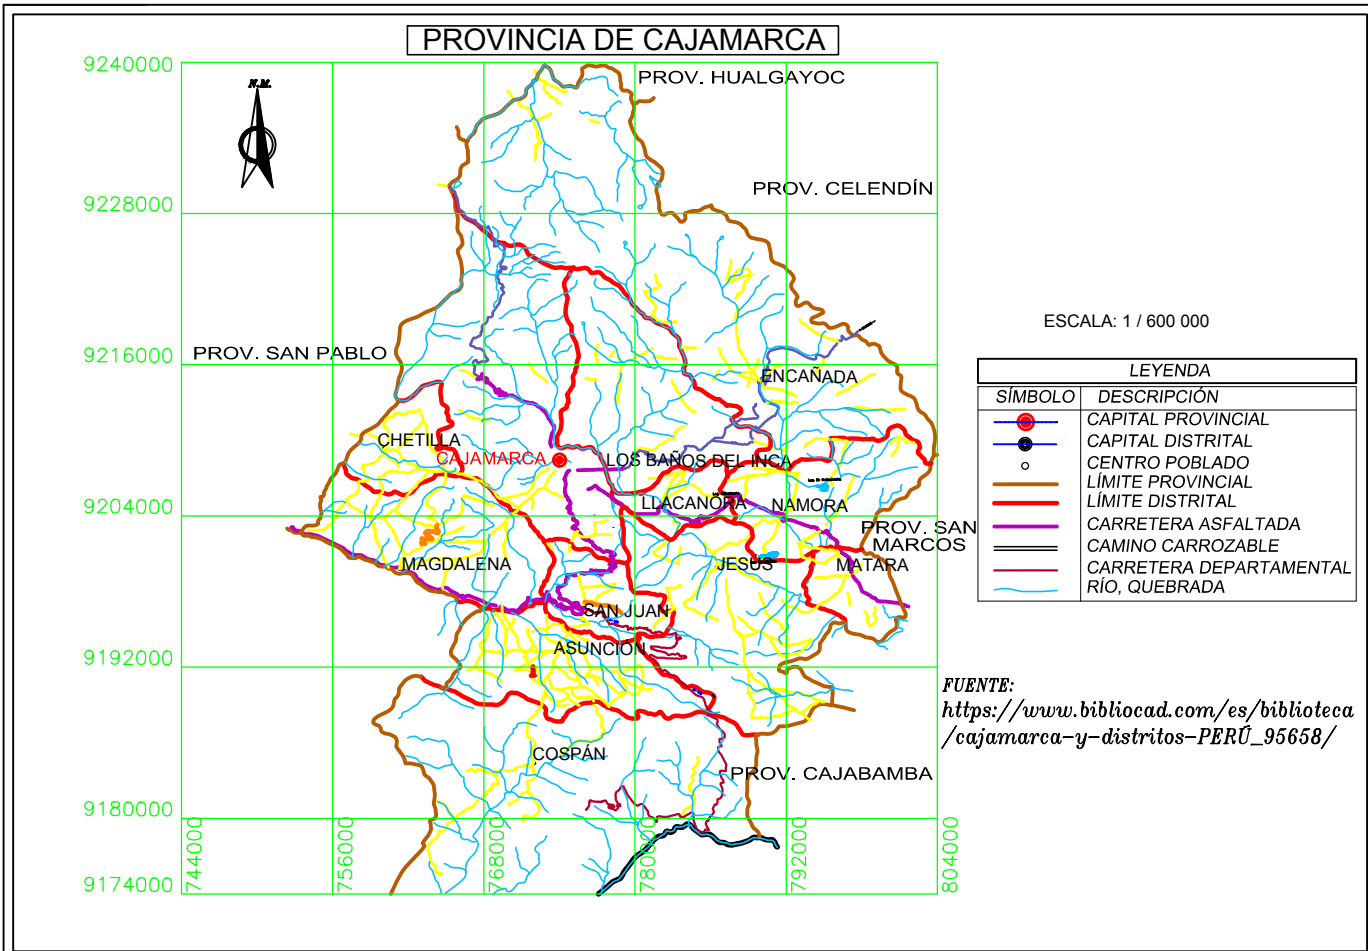 PROVINCIA DE CAJAMARCA
9240000
N.M.
PROV. HUALGAYOC
PROV. CELENDÍN
9228000
ESCALA: 1 / 600 000
PROV. SAN PABLO
9216000
ENCAÑADA
LEYENDA
SÍMBOLO DESCRIPCIÓN
CAPITAL PROVINCIAL
CAPITAL DISTRITAL
CENTRO POBLADO
LÍMITE PROVINCIAL
LÍMITE DISTRITAL
CARRETERA ASFALTADA
CAMINO CARROZABLE
CARRETERA DEPARTAMENTAL
RÍO, QUEBRADA
CHETILLA
CAJAMARCA
LOS BAÑOS DEL INCA
9204000
LLACANORA
NAMORA
PROV. SAN
MARCOS
MAGDALENA
JESUS
MATARA
SAN JUAN
ASUNCIÓN
9192000
FUENTE:
https://www.bibliocad.com/es/biblioteca
/cajamarca-y-distritos-PERÚ_95658/
COSPÁN
PROV. CAJABAMBA
9180000
9174000
744000
756000
768000
780000
792000
804000